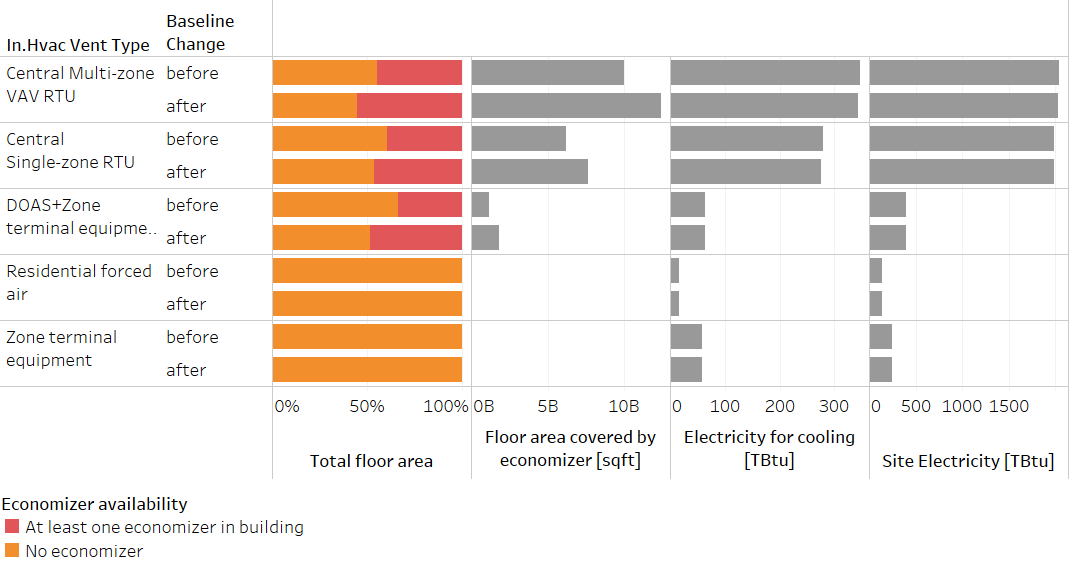 In.Hvac Vent Type
Baseline
Change
Central Multi-zone
VAV RTU
before
after
Central
Single-zone RTU
before
after
DOAS+Zone
terminal equipme..
before
after
Residential forced
air
before
after
Zone terminal
equipment
before
after
0% 50% 100%
0B 5B 10B
0 100 200 300
0 500 1000 1500
Total floor area
Floor area covered by
economizer [sqft]
Electricity for cooling
[TBtu]
Site Electricity [TBtu]
Economizer availability
At least one economizer in building
No economizer